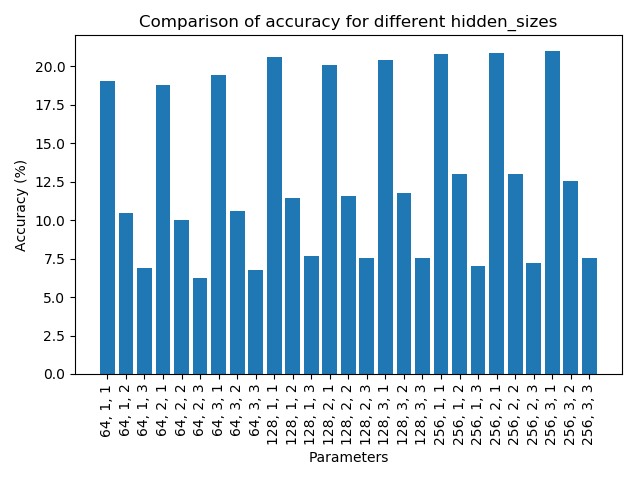 Comparison of accuracy for different hidden_sizes
Accuracy (%)
20.0
17.5
15.0
12.5
10.0
7.5
5.0
2.5
0.0
64, 1, 1
64, 1, 2
64, 1, 3
64, 2, 1
64, 2, 2
64, 2, 3
64, 3, 1
64, 3, 2
64, 3, 3
128, 1, 1
128, 1, 2
128, 1, 3
128, 2, 1
128, 2, 2
128, 2, 3
128, 3, 1
128, 3, 2
128, 3, 3
256, 1, 1
256, 1, 2
256, 1, 3
256, 2, 1
256, 2, 2
256, 2, 3
256, 3, 1
256, 3, 2
256, 3, 3
Parameters